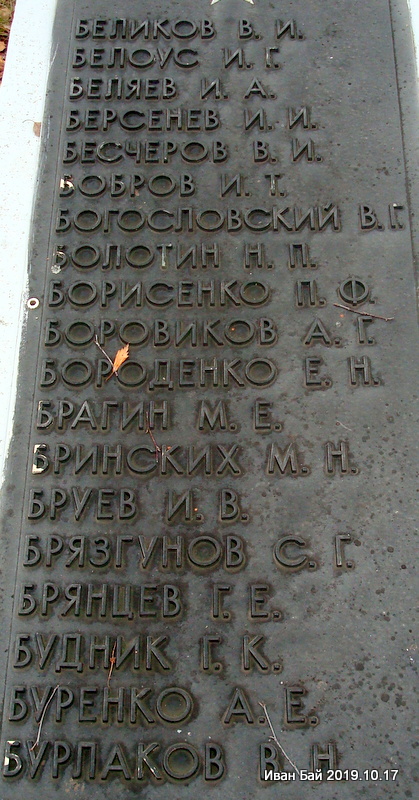 БЕЛИКОВ В. И.
БЕЛОУС И. Г.
БЕЛЯЕВ И. А.
БЕРСЕНЕВ И. И.
БЕСЧЕРОВ В. И.
БОБРОВ И. Т.
БОГОСЛОВСКИЙ В. Г.
БОЛОТИН Н. П.
БОРИСЕНКО П. Ф.
БОРОВИКОВ А. Г.
БОРОДЕНКО Е. Н.
БРАГИН М. Е.
БРИНСКИХ М. Н.
БРУЕВ И. В.
БРЯЗГУНОВ С. Г.
БРЯНЦЕВ Г. Е.
БУДНИК Г. К.
БУРЕНКО А. Е.
БУРЛАКОВ В. Н
Иван Бай 2019.10.17